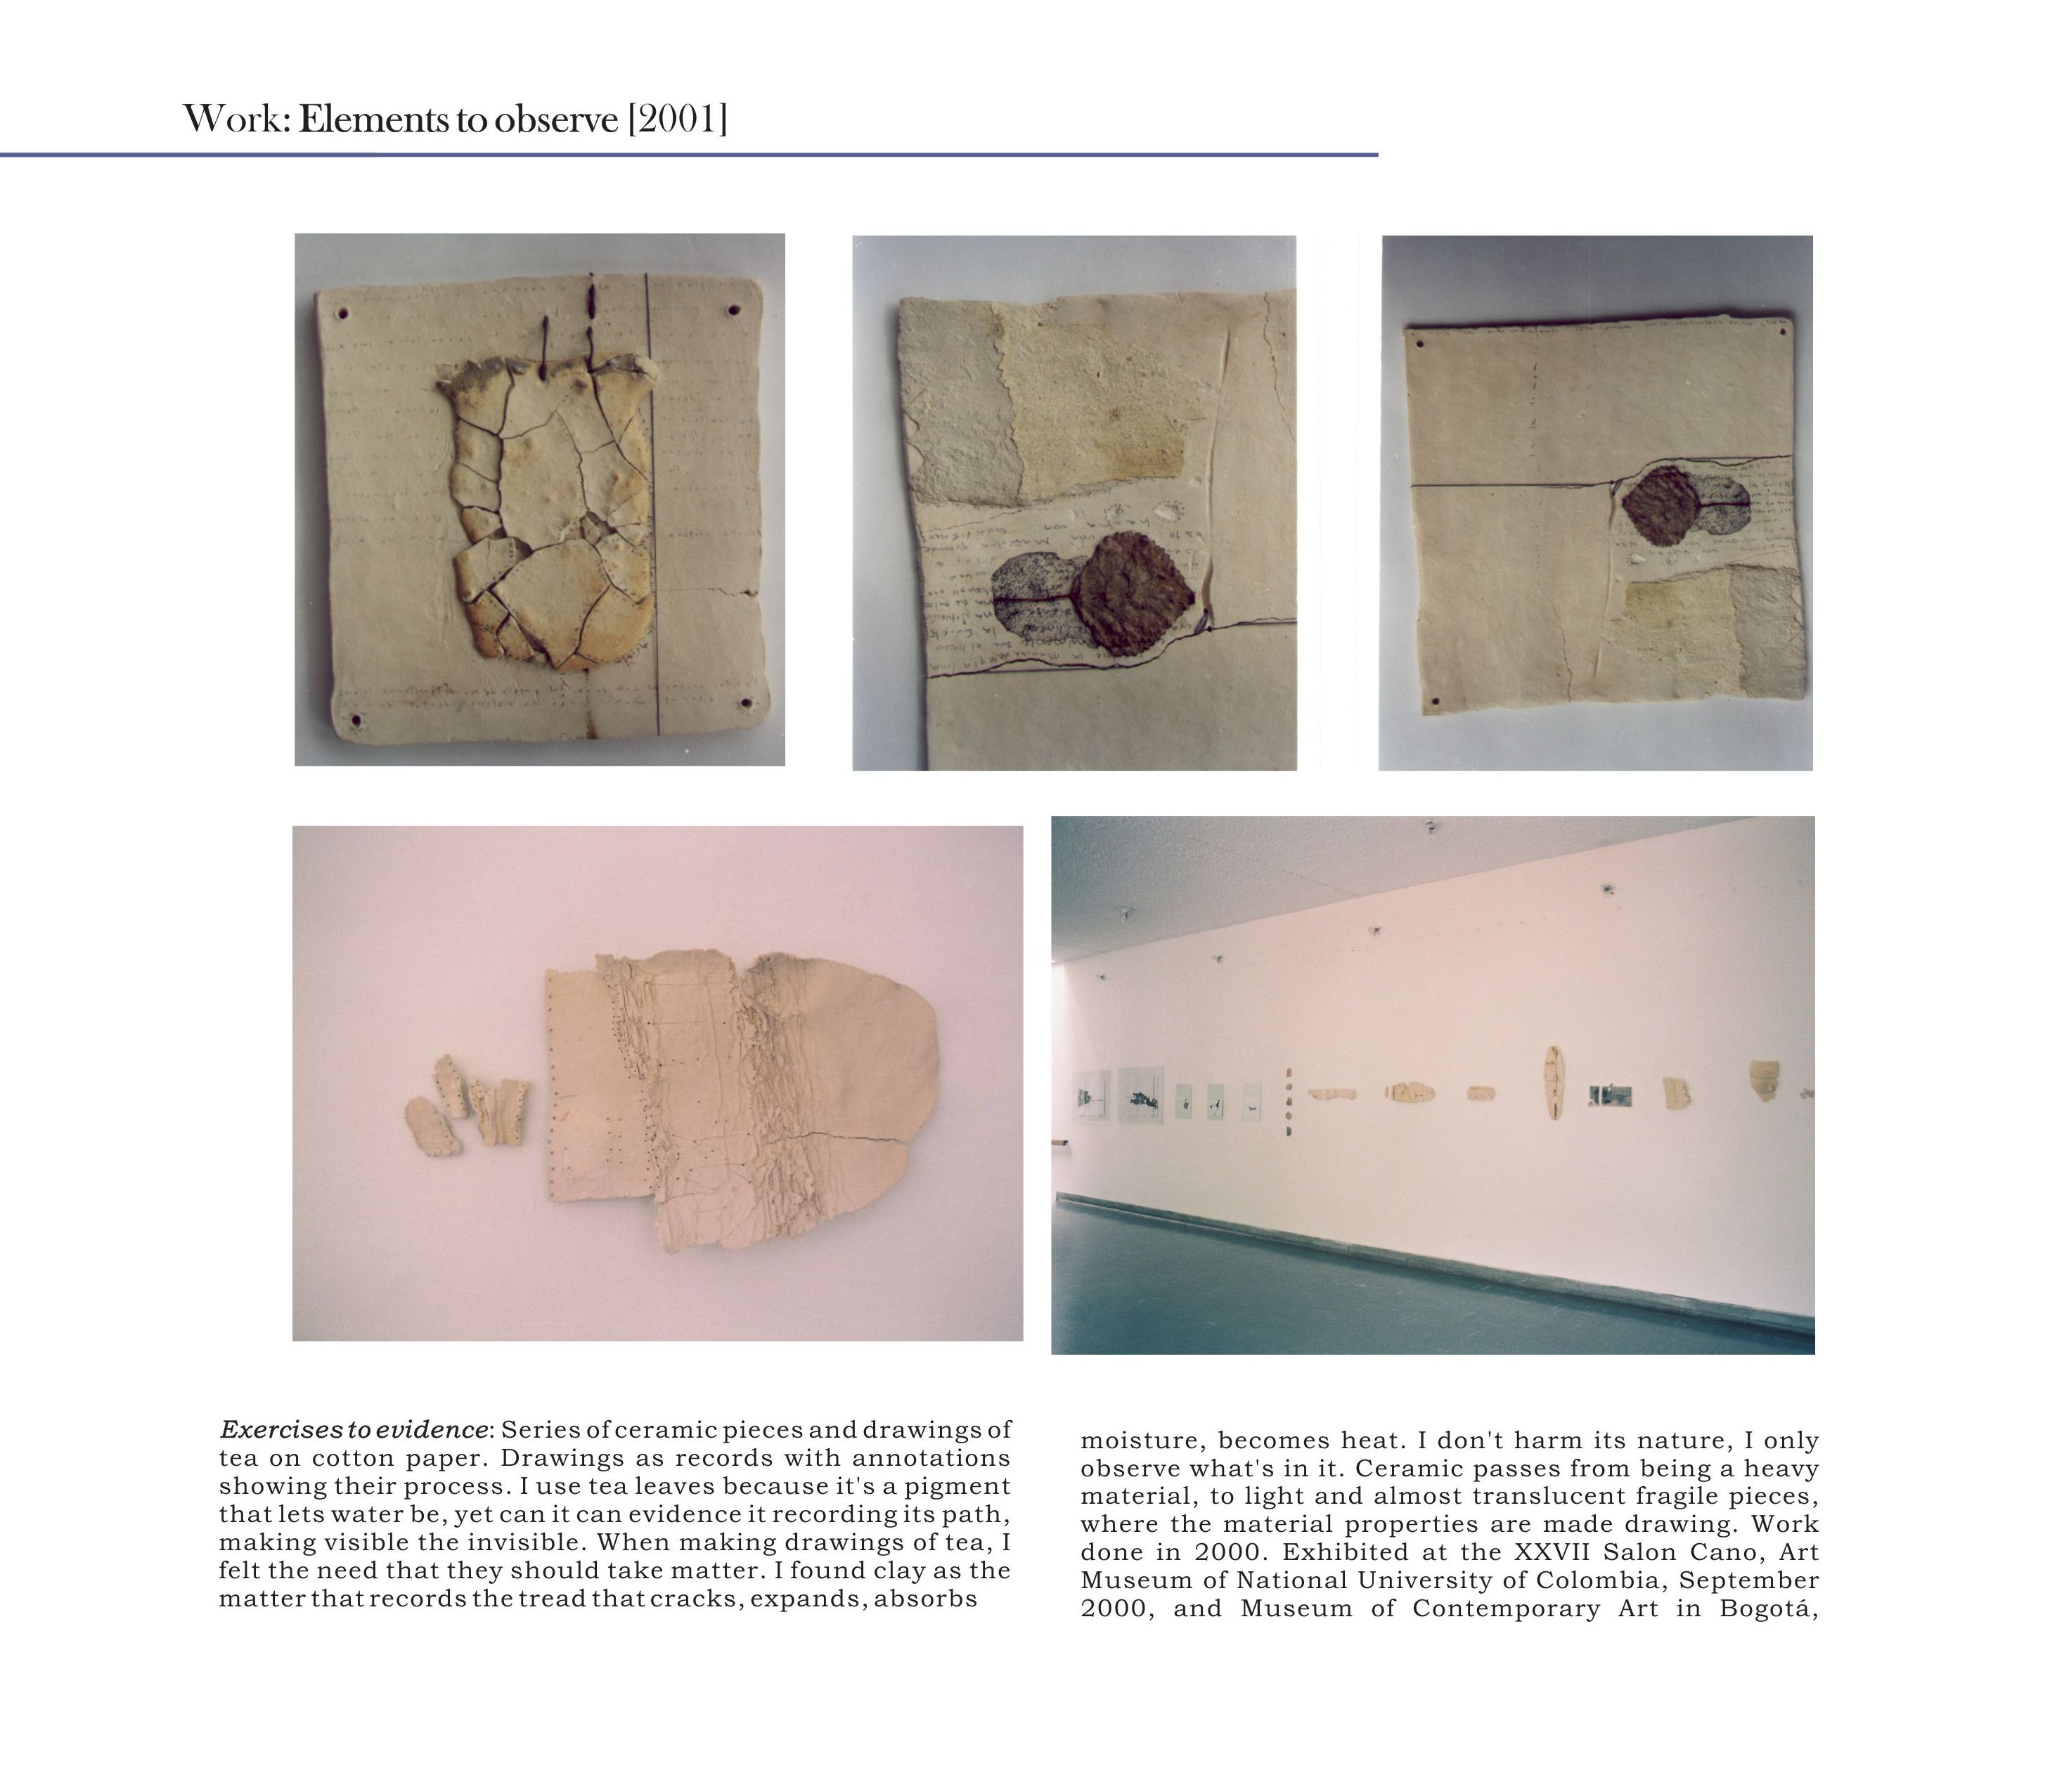 Work: Elements to observe [2001]
Exercises to evidence: Series of ceramic pieces and drawings of
tea on cotton paper. Drawings as records with annotations
showing their process. I use tea leaves because it's a pigment
that lets water be, yet can it can evidence it recording its path,
making visible the invisible. When making drawings of tea, I
felt the need that they should take matter. I found clay as the
matter that records the tread that cracks, expands, absorbs
moisture, becomes heat. I don't harm its nature, I only
observe what's in it. Ceramic passes from being a heavy
material, to light and almost translucent fragile pieces,
where the material properties are made drawing. Work
done in 2000. Exhibited at the XXVII Salon Cano, Art
Museum of National University of Colombia, September
2000, and Museum of Contemporary Art in Bogotá,